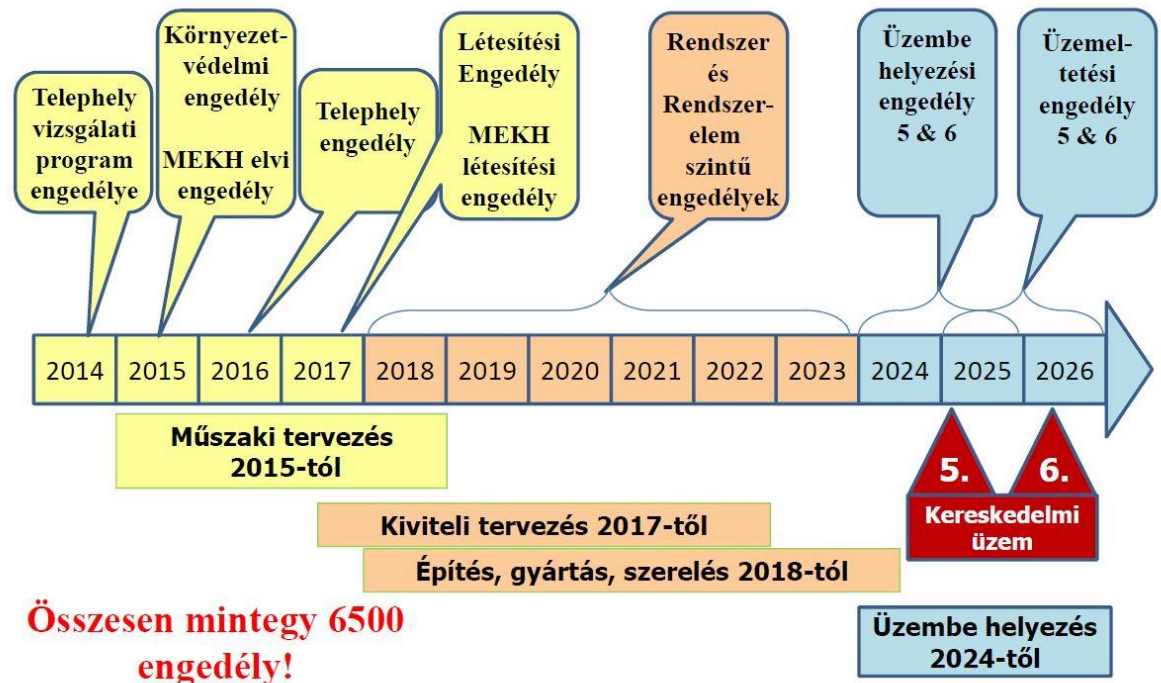 Telephely
vizsgálati
program
engedélye
Környezet-
védelmi
engedély
MEKH elvi
engedély
Telephely
engedély
Létesítési
Engedély
MEKH
létesítési
engedély
Rendszer
és
Rendszer-
elem
szintű
engedélyek
Üzembe
helyezési
engedély
5 & 6
Üzemel-
tetési
engedély
5 & 6
2014 2015 2016 2017 2018 2019 2020 2021 2022 2023 2024 2025 2026
Műszaki tervezés
2015-tól
Kiviteli tervezés 2017-től
Építés, gyártás, szerelés 2018-tól
5. 6.
Kereskedelmi
üzem
Üzembe helyezés
2024-től
Összesen mintegy 6500
engedély!